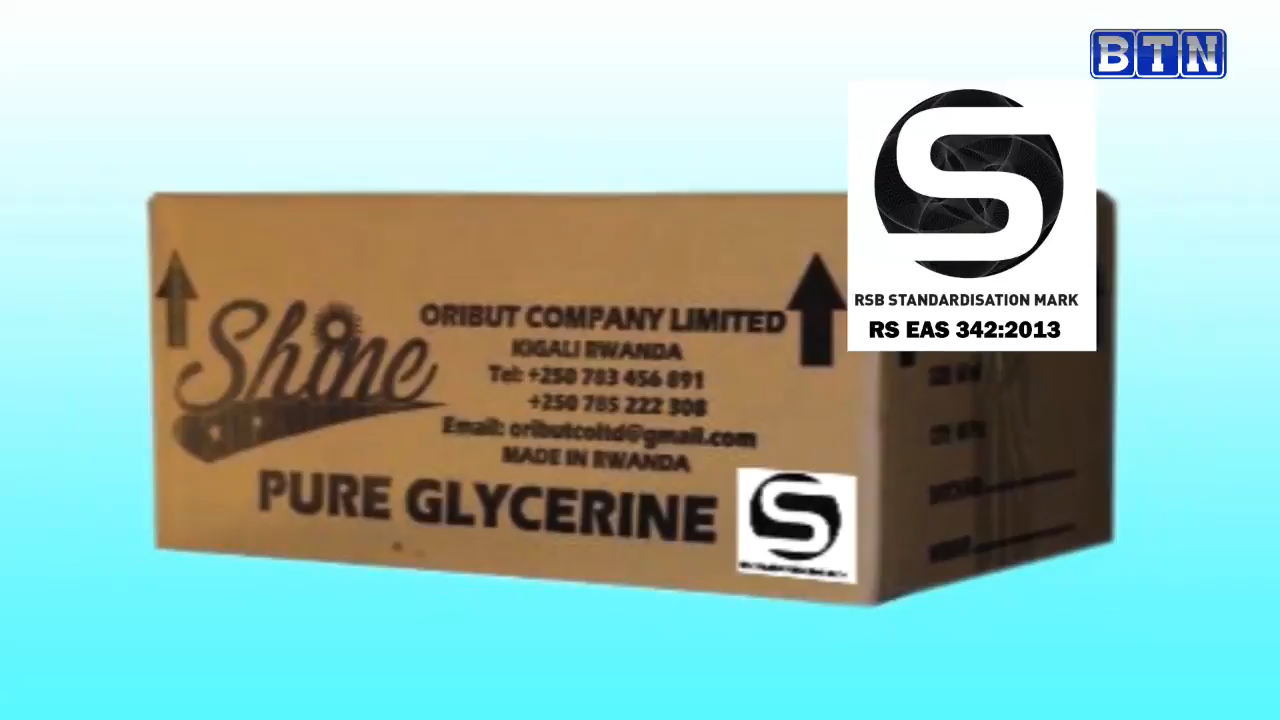 BTN
S
RSB STANDARDISATION MARK
RS EAS 342:2013
Shine
ORIBUT COMPANY LIMITED
KIGALI RWANDA
Tel: +250 783 456 891
+250 785 222 308
Email: oributcoltd@gmail.com
MADE IN RWANDA
PURE GLYCERINE
S